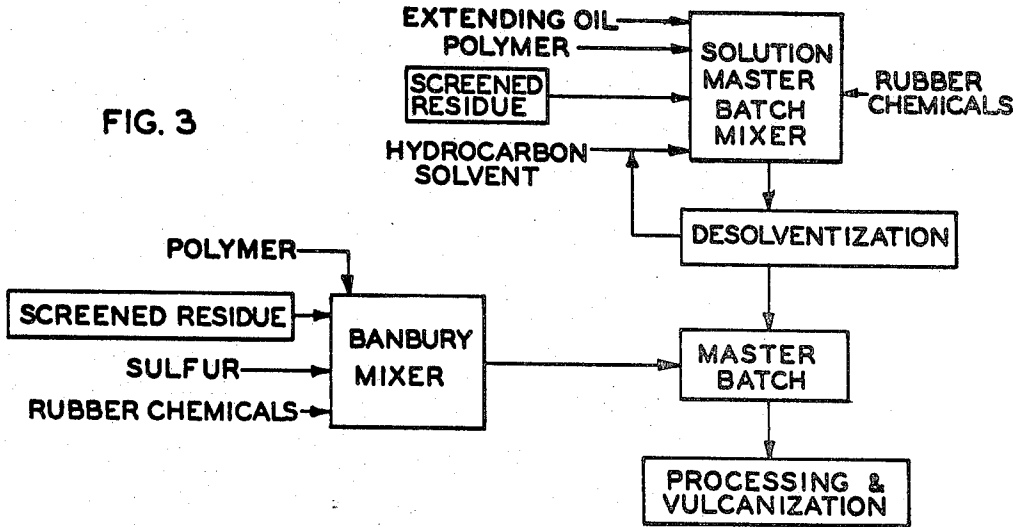 FIG. 3
EXTENDING OIL
POLYMER
SCREENED
RESIDUE
HYDROCARBON
SOLVENT
SOLUTION
MASTER
BATCH
MIXER
RUBBER
CHEMICALS
DESOLVENTIZATION
POLYMER
SCREENED RESIDUE
SULFUR
RUBBER CHEMICALS
BANBURY
MIXER
MASTER
BATCH
PROCESSING &
VULCANIZATION